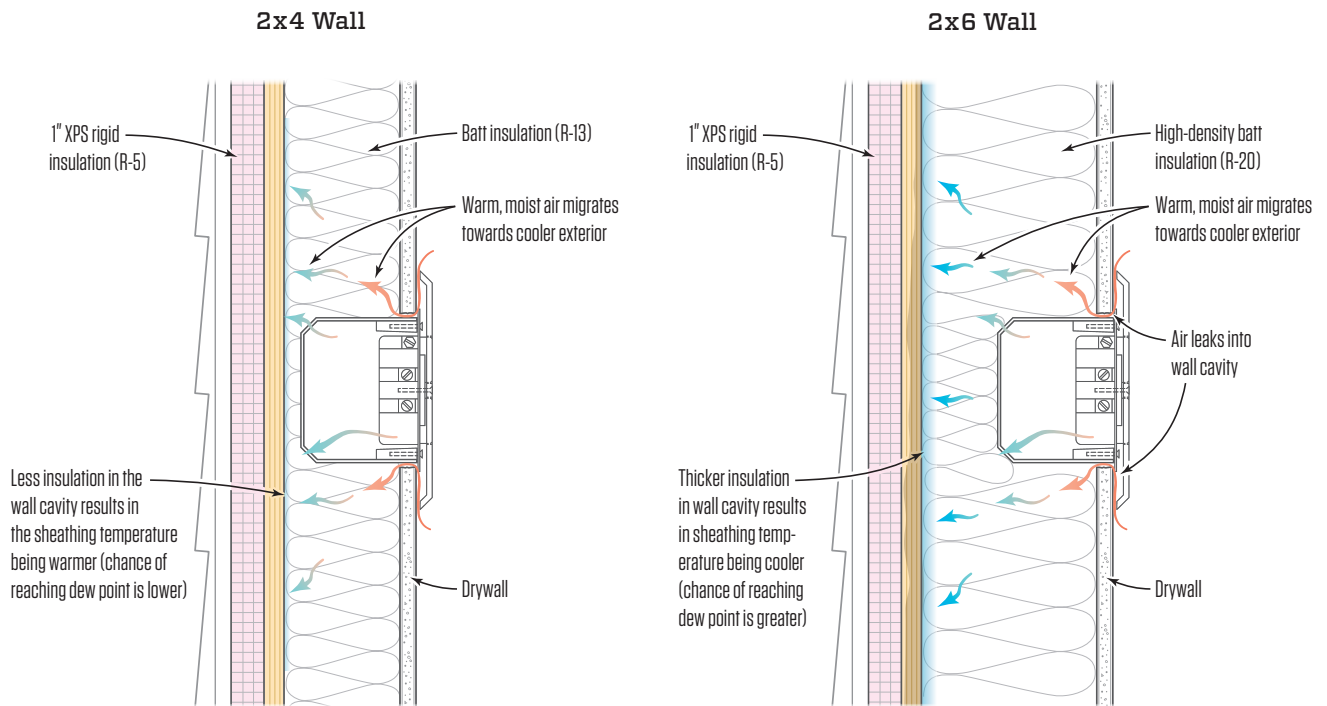 2x4 Wall
1" XPS rigid
insulation (R-5)
Batt insulation (R-13)
Warm, moist air migrates
towards cooler exterior
Less insulation in the
wall cavity results in
the sheathing temperature
being warmer (chance of
reaching dew point is lower)
Drywall
2x6 Wall
1" XPS rigid
insulation (R-5)
High-density batt
insulation (R-20)
Warm, moist air migrates
towards cooler exterior
Air leaks into
wall cavity
Thicker insulation
in wall cavity results
in sheathing temp-
erature being cooler
(chance of reaching
dew point is greater)
Drywall